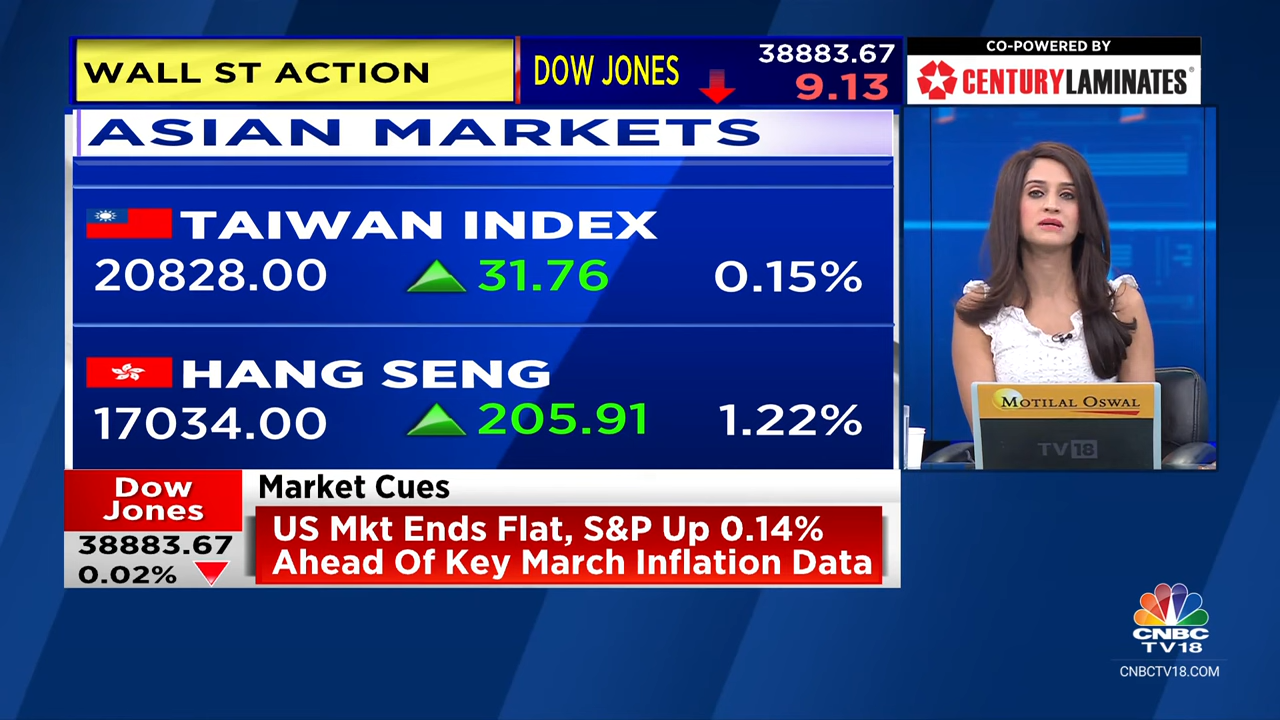 WALL ST ACTION
DOW JONES
38883.67
9.13
CO-POWERED BY
CENTURYLAMINATES®
ASIAN MARKETS
TAIWAN INDEX
20828.00 31.76 0.15%
HANG SENG
17034.00 205.91 1.22%
MOTILAL OSWAL
TV18
Dow
Jones
38883.67
0.02%
Market Cues
US Mkt Ends Flat, S&P Up 0.14%
Ahead Of Key March Inflation Data
CNBC
TV18
CNBCTV18.COM